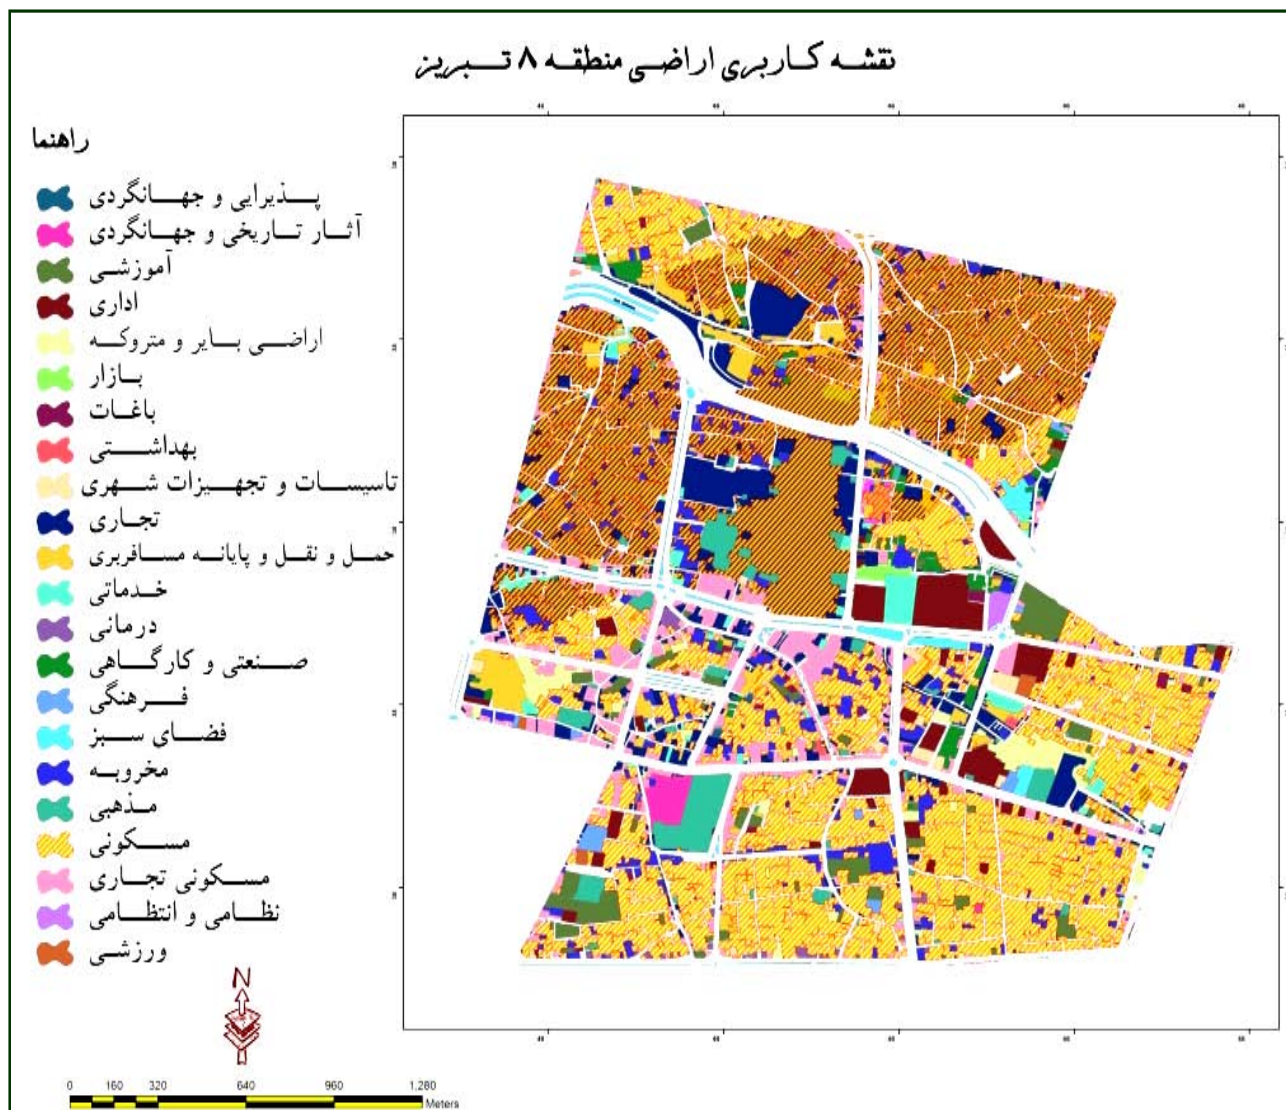 نقشه کاربری اراضی منطقه ۸ تبریز
راهنما
پذیرایی و جهانگردی
آثار تاریخی و جهانگردی
آموزشی
اداری
اراضی بایر و متروکه
بازار
باغات
بهداشتی
تاسیسات و تجهیزات شهری
تجاری
حمل و نقل و پایانه مسافربری
خدماتی
درمانی
صنعتی و کارگاهی
فرهنگی
فضای سبز
مخروبه
مذهبی
مسکونی
مسکونی تجاری
نظامی و انتظامی
ورزشی
N
0 160 320 640 960 1,280
Meters